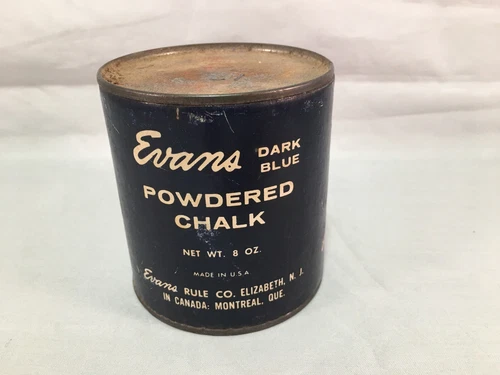 Evans DARK
BLUE
POWDERED
CHALK
NET WT. 8 OZ.
MADE IN U.S.A.
Evans RULE CO. ELIZABETH, N. J.
IN CANADA: MONTREAL, QUE.